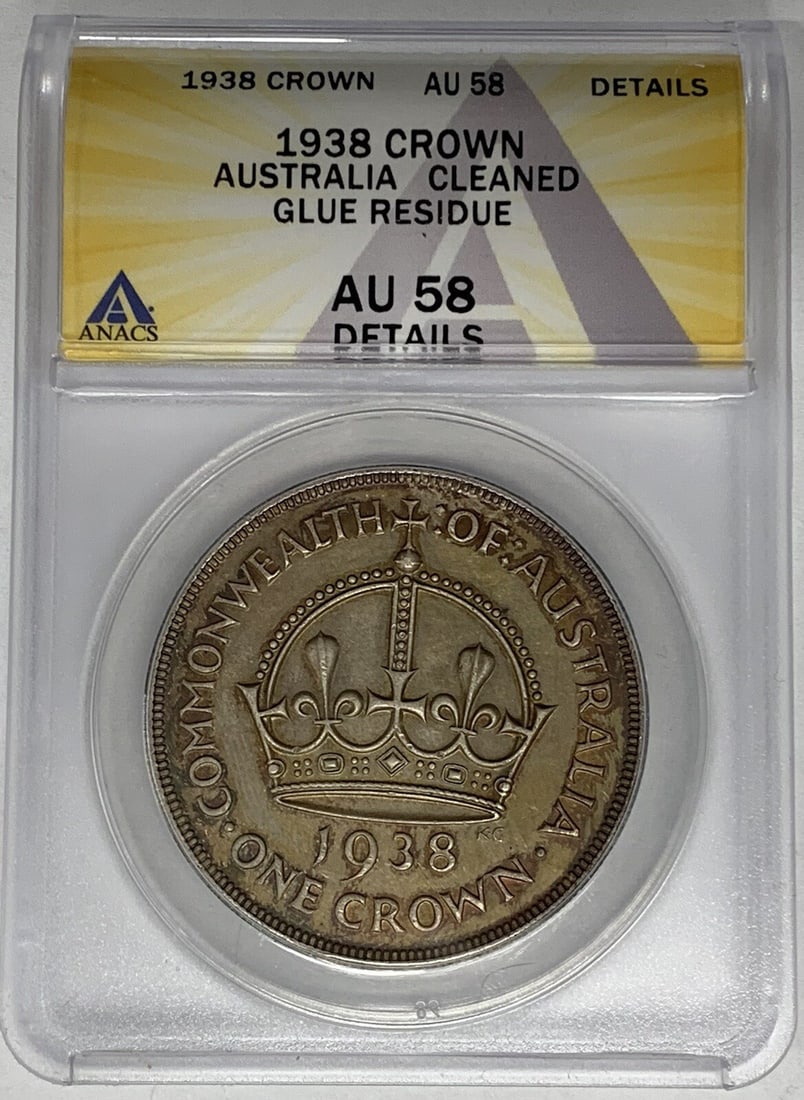 1938 CROWN AU 58 DETAILS
1938 CROWN
AUSTRALIA CLEANED
GLUE RESIDUE
AU 58
DETAILS
ANACS
COMMONWEALTH : OF : AUSTRALIA
1938 KG
· ONE CROWN ·